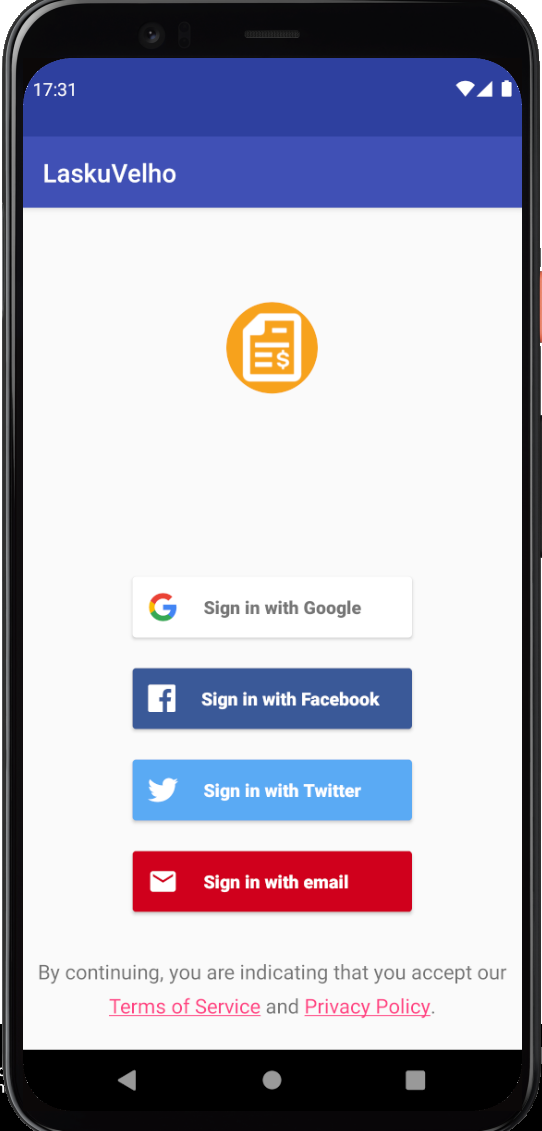 17:31
LaskuVelho
$
Sign in with Google
Sign in with Facebook
Sign in with Twitter
Sign in with email
By continuing, you are indicating that you accept our
Terms of Service and Privacy Policy.